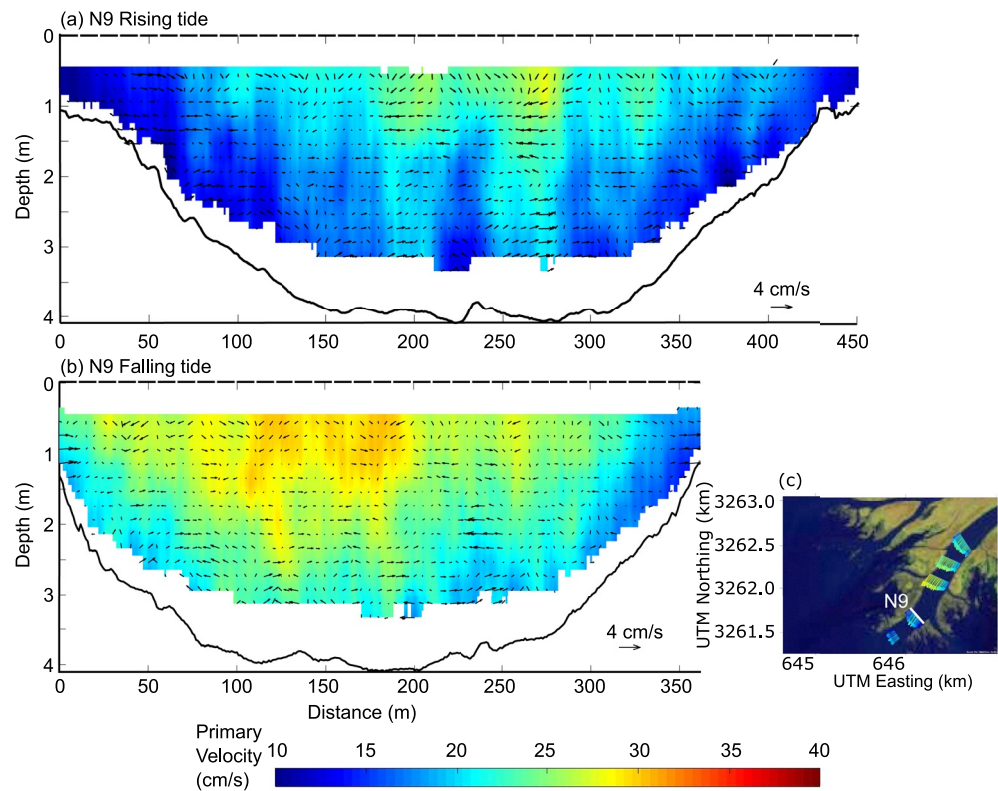 (a) N9 Rising tide
0
1
2
3
4
Depth (m)
4 cm/s
0 50 100 150 200 250 300 350 400 450
(b) N9 Falling tide
0
1
2
3
4
Depth (m)
4 cm/s
0 50 100 150 200 250 300 350
Distance (m)
(c)
3263.0
3262.5
3262.0
3261.5
UTM Northing (km)
N9
645 646
UTM Easting (km)
Primary
Velocity
(cm/s)
10 15 20 25 30 35 40